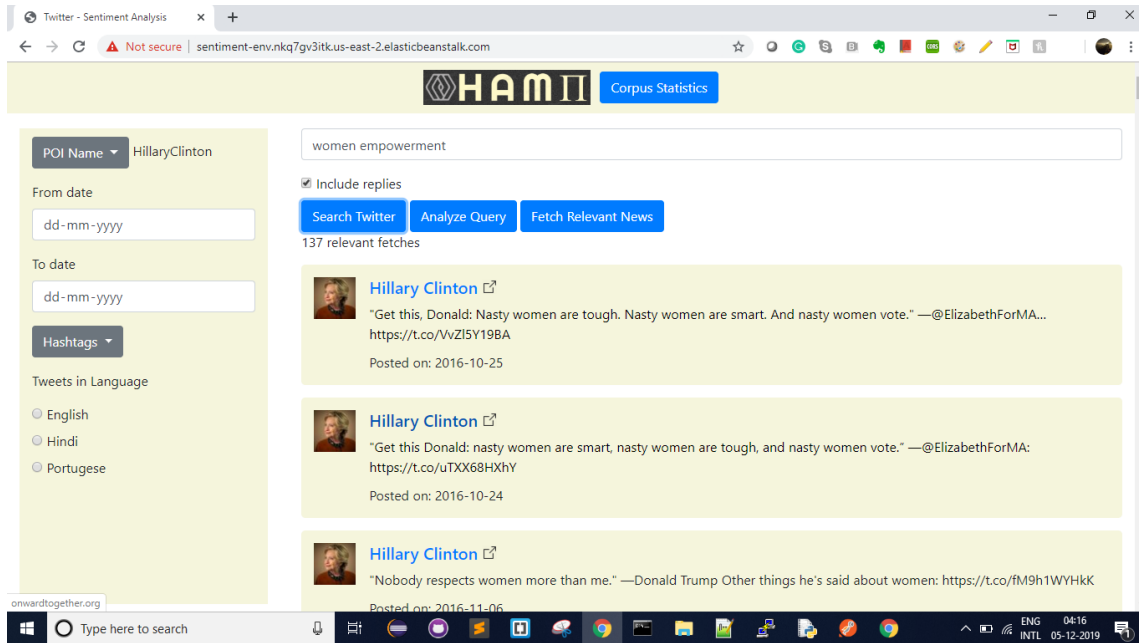 Twitter - Sentiment Analysis
Not secure | sentiment-env.nkq7gv3itk.us-east-2.elasticbeanstalk.com
HAMΠ
Corpus Statistics
POI Name HillaryClinton
From date
dd-mm-yyyy
To date
dd-mm-yyyy
Hashtags
Tweets in Language
English
Hindi
Portugese
women empowerment
Include replies
Search Twitter Analyze Query Fetch Relevant News
137 relevant fetches
Hillary Clinton
"Get this, Donald: Nasty women are tough. Nasty women are smart. And nasty women vote." —@ElizabethForMA…
https://t.co/VvZl5Y19BA
Posted on: 2016-10-25
Hillary Clinton
"Get this Donald: nasty women are smart, nasty women are tough, and nasty women vote." —@ElizabethForMA:
https://t.co/uTXX68HXhY
Posted on: 2016-10-24
Hillary Clinton
"Nobody respects women more than me." —Donald Trump Other things he's said about women: https://t.co/fM9h1WYHkK
Posted on: 2016-11-06
onwardtogether.org
Type here to search
ENG 04:16
INTL 05-12-2019